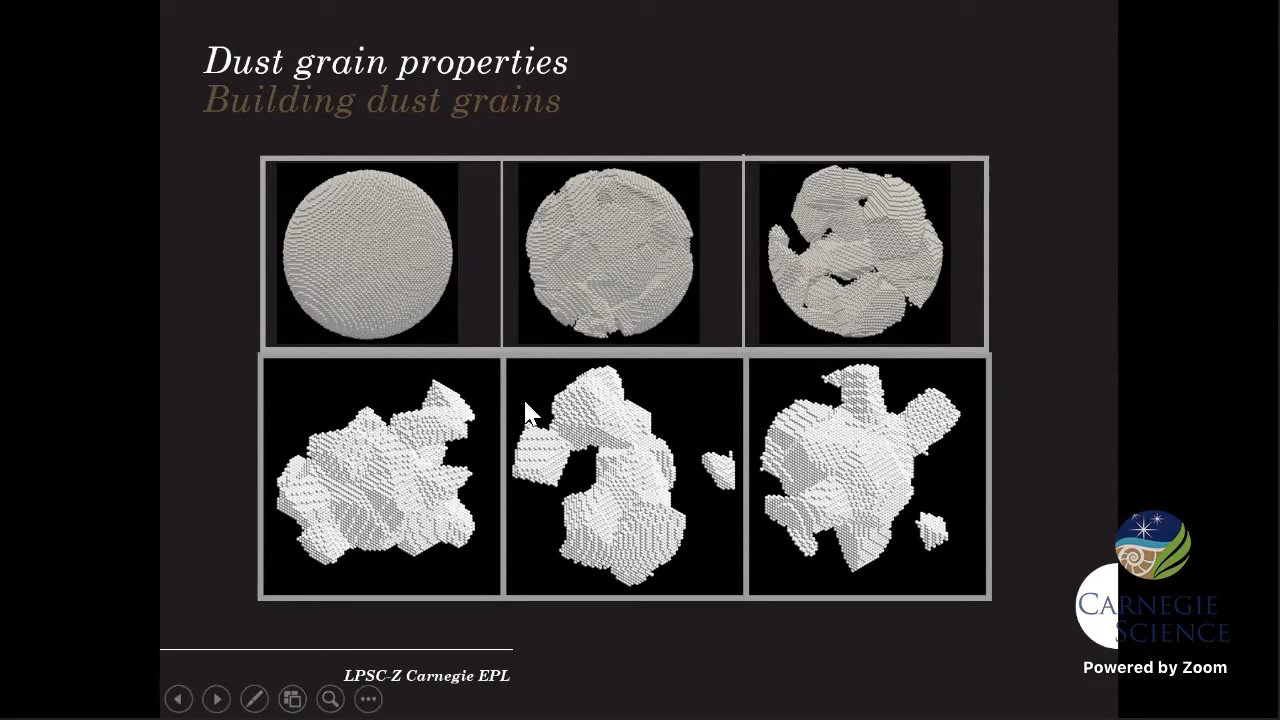 Dust grain properties
Building dust grains
CARNEGIE
SCIENCE
Powered by Zoom
LPSC-Z Carnegie EPL